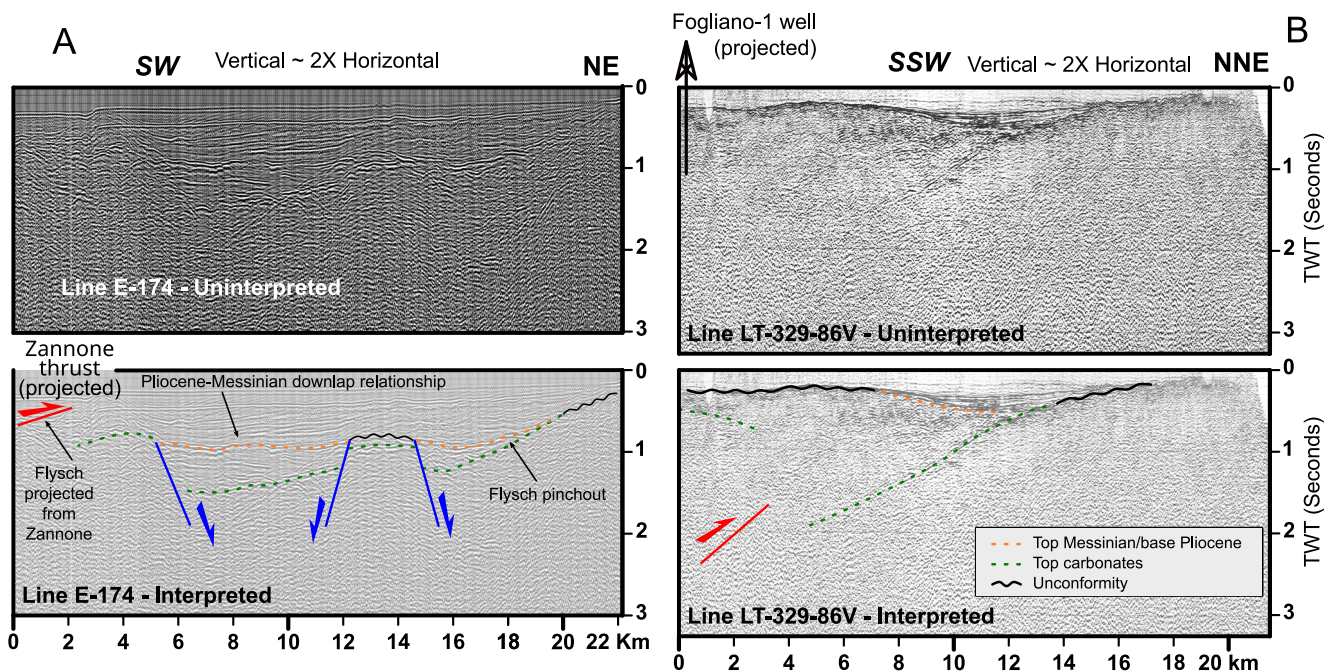 A
SW
Vertical ~ 2X Horizontal
NE
0
1
2
3
Line E-174 - Uninterpreted
Zannone
thrust
(projected)
Pliocene-Messinian downlap relationship
Flysch
projected
from
Zannone
Flysch pinchout
Line E-174 - Interpreted
0
1
2
3
0 2 4 6 8 10 12 14 16 18 20 22 Km
Fogliano-1 well
(projected)
B
SSW
Vertical ~ 2X Horizontal
NNE
0
1
2
3
TWT (Seconds)
Line LT-329-86V - Uninterpreted
0
1
2
3
TWT (Seconds)
Top Messinian/base Pliocene
Top carbonates
Unconformity
Line LT-329-86V - Interpreted
0 2 4 6 8 10 12 14 16 18 20 km